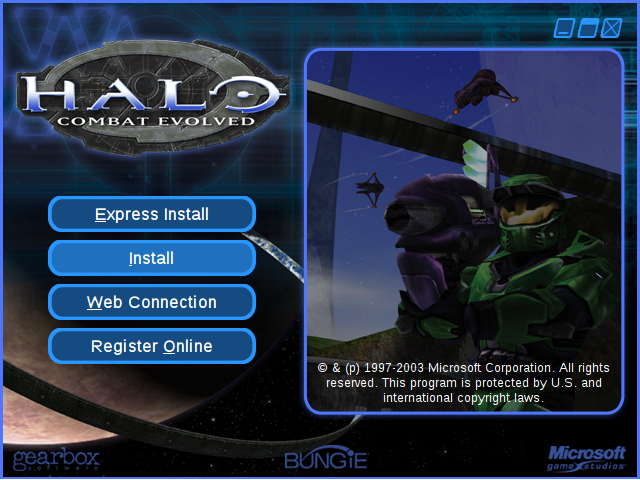 HALO
COMBAT EVOLVED
Express Install
Install
Web Connection
Register Online
© & (p) 1997-2003 Microsoft Corporation. All rights
reserved. This program is protected by U.S. and
international copyright laws.
gearbox
software
BUNGiE
Microsoft
game studios